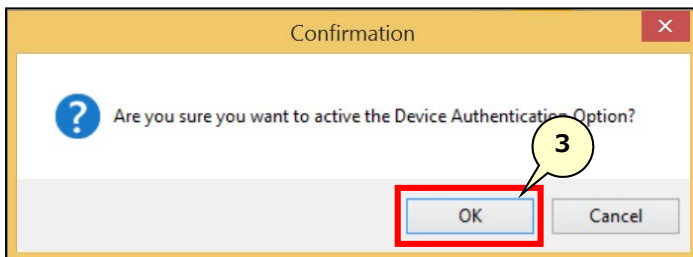 Confirmation
Are you sure you want to active the Device Authentication Option?
3
OK
Cancel